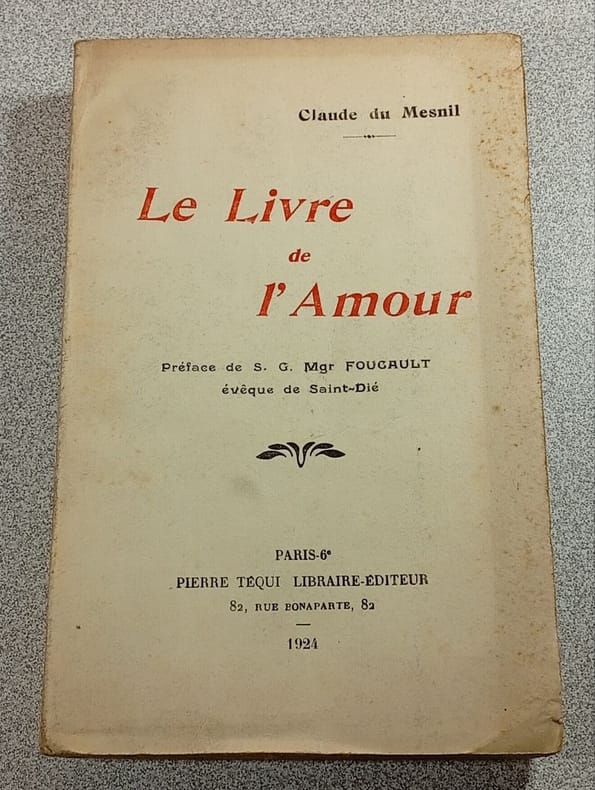 Claude du Mesnil
Le Livre
de
l'Amour
Préface de S. G. Mgr FOUCAULT
évêque de Saint-Dié
PARIS-6e
PIERRE TÉQUI LIBRAIRE-ÉDITEUR
82, RUE BONAPARTE, 82
1924